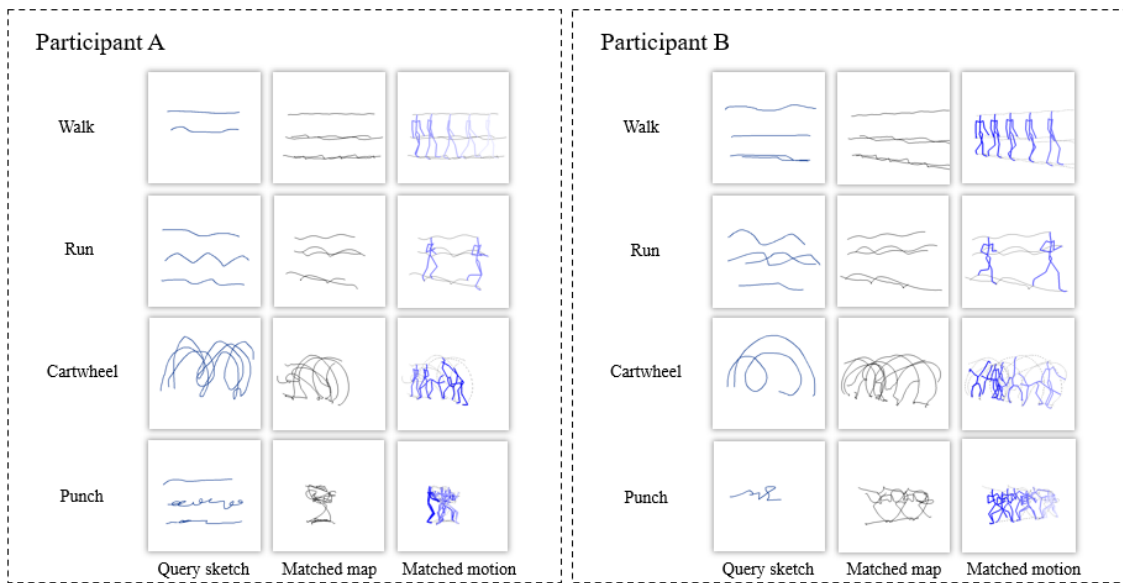 Participant A
Walk
Run
Cartwheel
Punch
Query sketch Matched map Matched motion
Participant B
Walk
Run
Cartwheel
Punch
Query sketch Matched map Matched motion